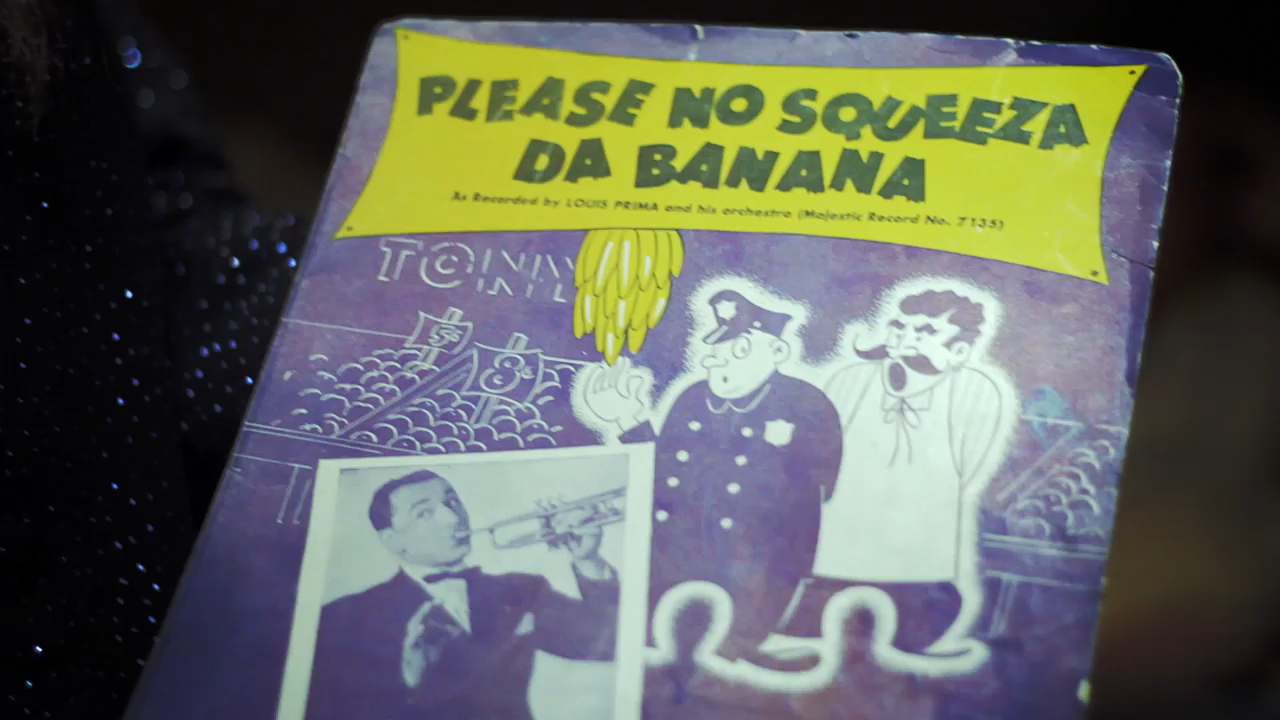 PLEASE NO SQUEEZA
DA BANANA
As Recorded by LOUIS PRIMA and his orchestra (Majestic Record No. 7135)
TONY
5¢
8¢